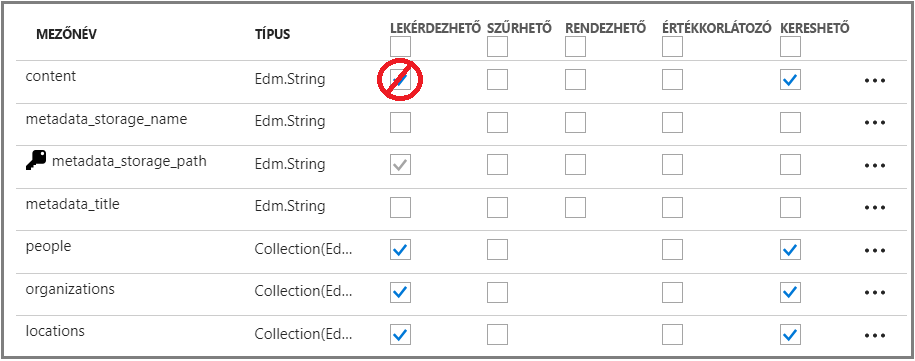 MEZŐNÉV TÍPUS LEKÉRDEZHETŐ SZŰRHETŐ RENDEZHETŐ ÉRTÉKKORLÁTOZÓ KERESHETŐ
content Edm.String
metadata_storage_name Edm.String
metadata_storage_path Edm.String
metadata_title Edm.String
people Collection(Ed...
organizations Collection(Ed...
locations Collection(Ed...